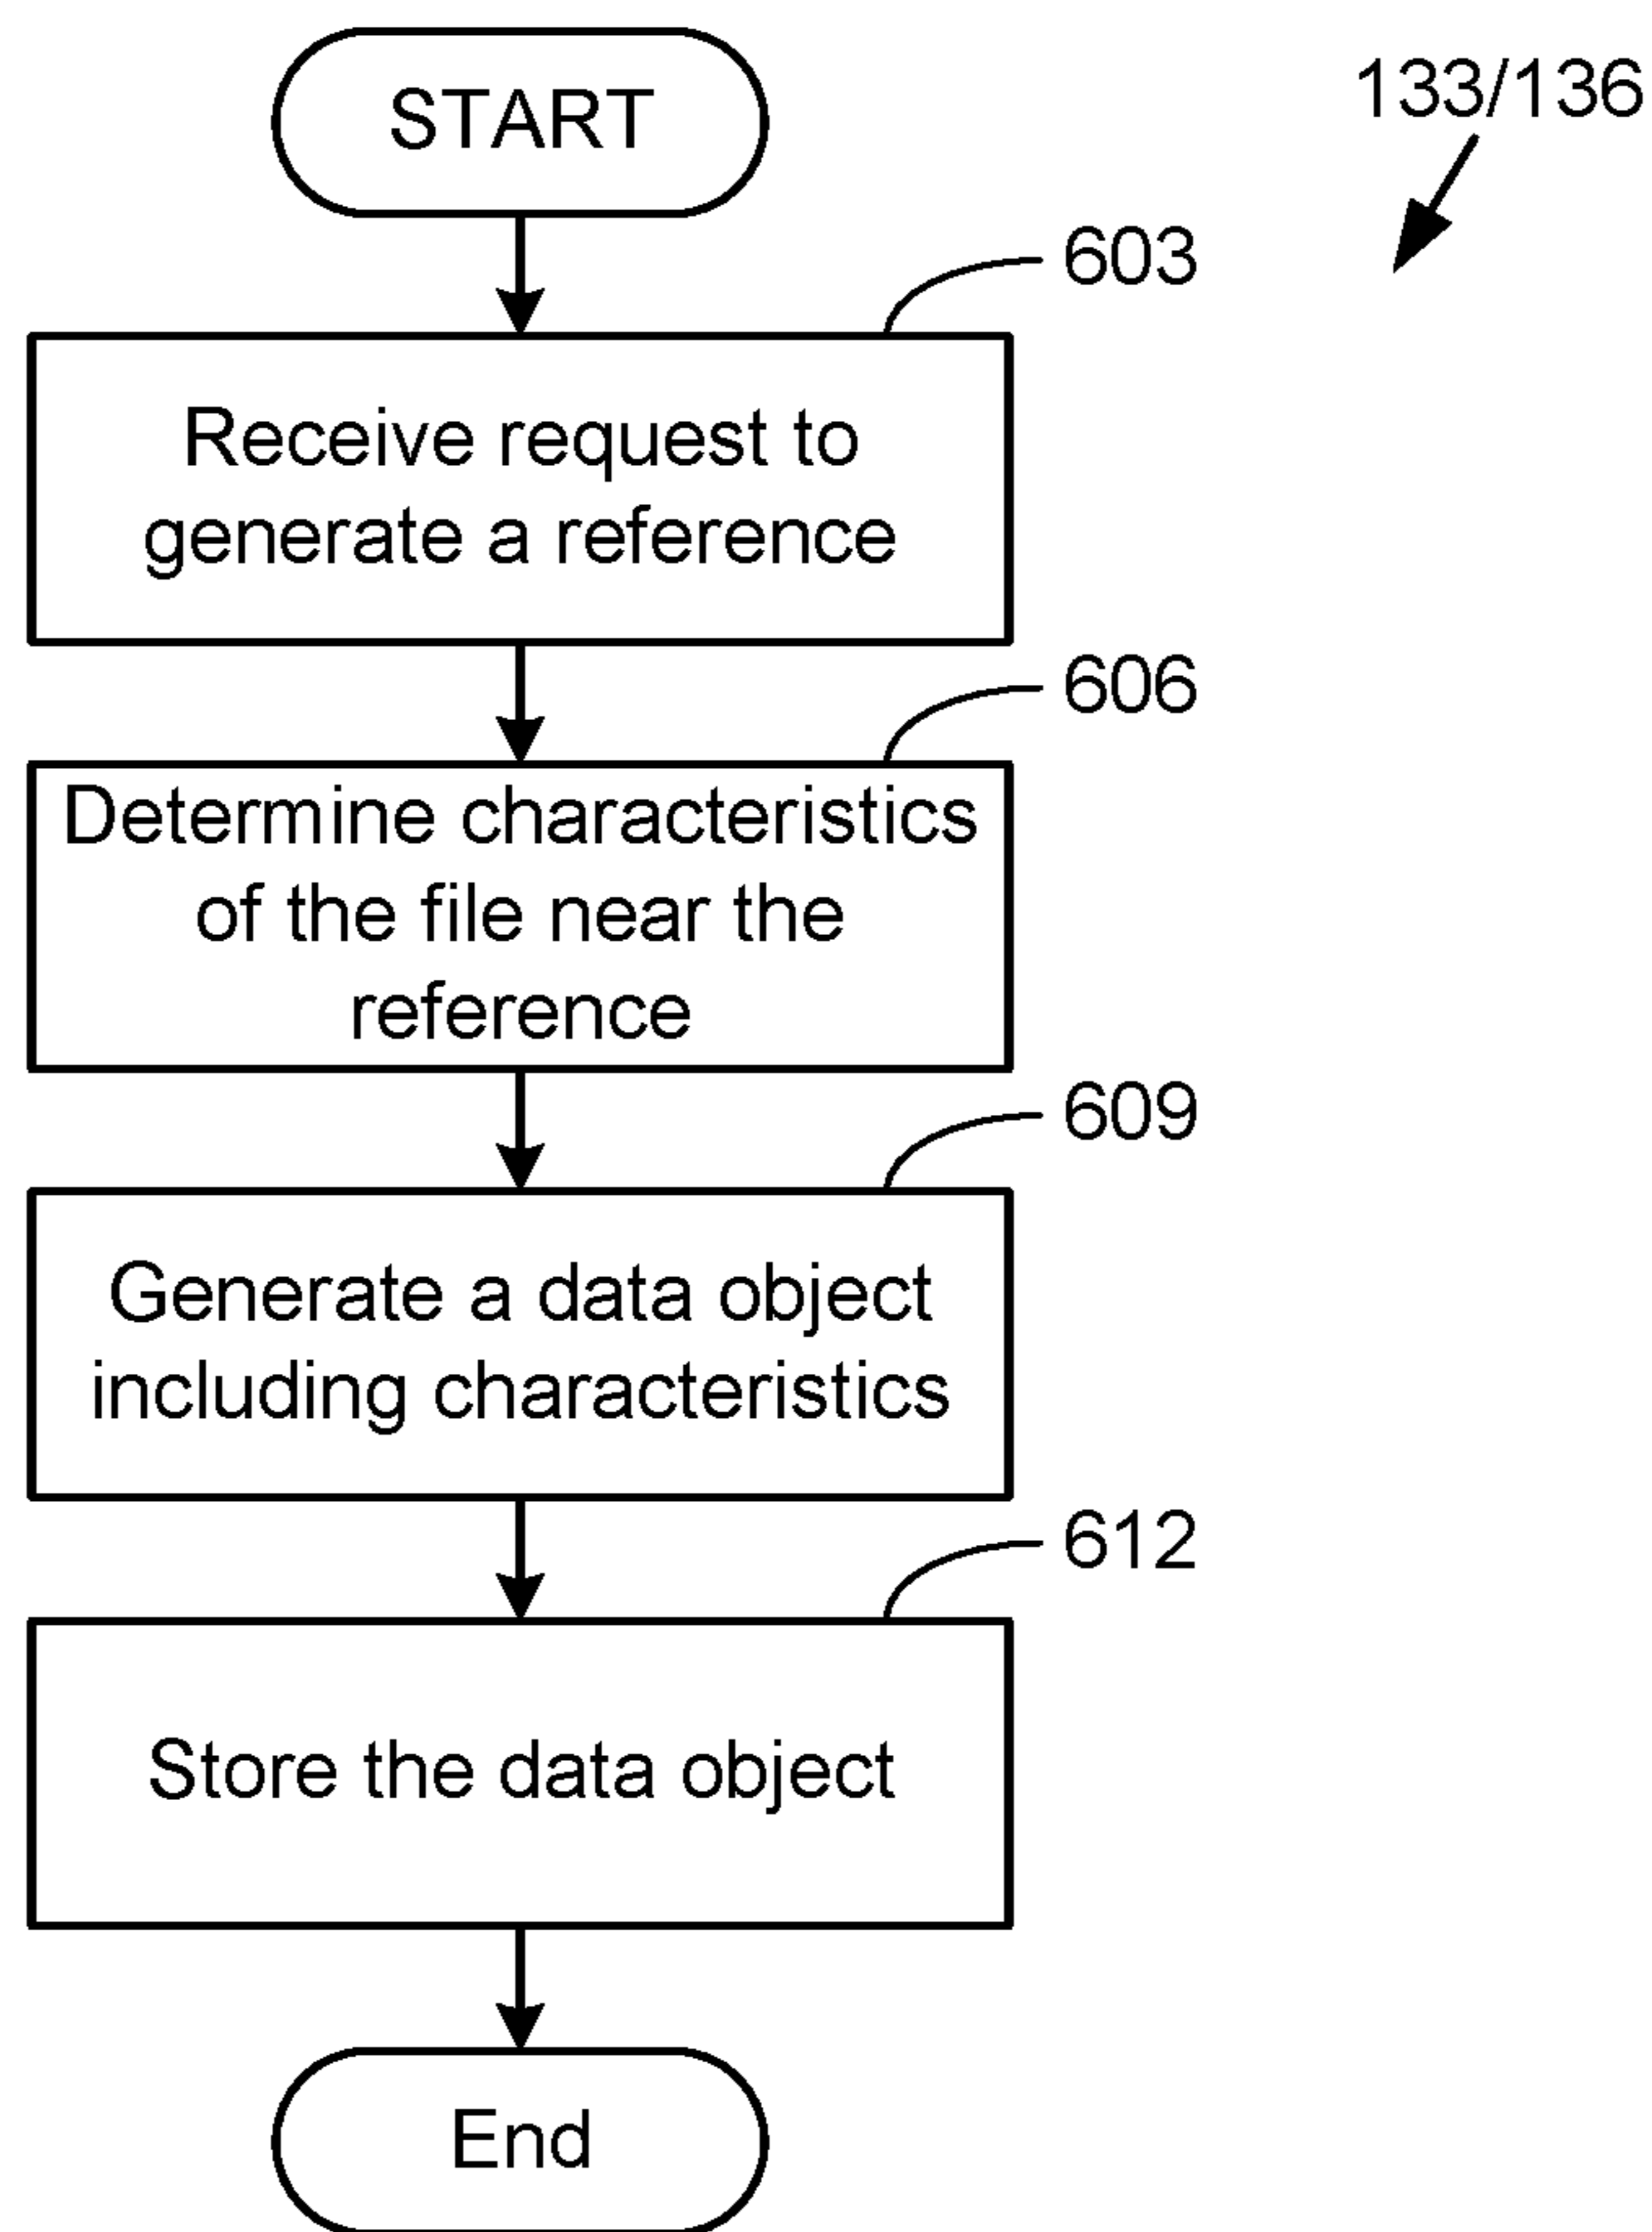 START
133/136
603
Receive request to
generate a reference
606
Determine characteristics
of the file near the
reference
609
Generate a data object
including characteristics
612
Store the data object
End